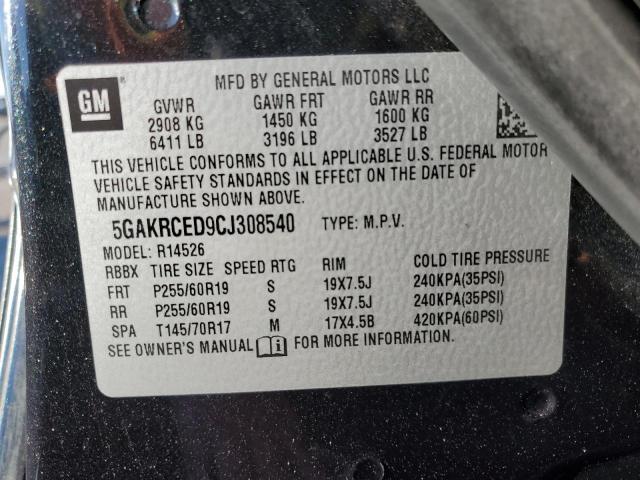 GM
MFD BY GENERAL MOTORS LLC
GVWR GAWR FRT GAWR RR
2908 KG 1450 KG 1600 KG
6411 LB 3196 LB 3527 LB
THIS VEHICLE CONFORMS TO ALL APPLICABLE U.S. FEDERAL MOTOR
VEHICLE SAFETY STANDARDS IN EFFECT ON THE DATE OF
MANUFACTURE SHOWN ABOVE.
5GAKRCED9CJ308540 TYPE: M.P.V.
MODEL: R14526
RBBX TIRE SIZE SPEED RTG RIM COLD TIRE PRESSURE
FRT P255/60R19 S 19X7.5J 240KPA(35PSI)
RR P255/60R19 S 19X7.5J 240KPA(35PSI)
SPA T145/70R17 M 17X4.5B 420KPA(60PSI)
SEE OWNER'S MANUAL FOR MORE INFORMATION.